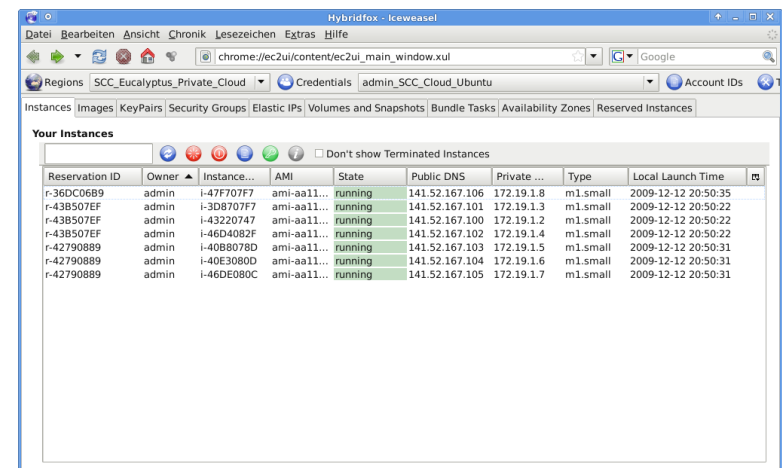 Hybridfox - Iceweasel
Datei Bearbeiten Ansicht Chronik Lesezeichen Extras Hilfe
chrome://ec2ui/content/ec2ui_main_window.xul G Google
Regions SCC_Eucalyptus_Private_Cloud Credentials admin_SCC_Cloud_Ubuntu Account IDs T
Instances Images KeyPairs Security Groups Elastic IPs Volumes and Snapshots Bundle Tasks Availability Zones Reserved Instances
Your Instances
Don't show Terminated Instances
Reservation ID Owner Instance... AMI State Public DNS Private ... Type Local Launch Time
r-36DC06B9 admin i-47F707F7 ami-aa11... running 141.52.167.106 172.19.1.8 m1.small 2009-12-12 20:50:35
r-43B507EF admin i-3D8707F7 ami-aa11... running 141.52.167.101 172.19.1.3 m1.small 2009-12-12 20:50:22
r-43B507EF admin i-43220747 ami-aa11... running 141.52.167.100 172.19.1.2 m1.small 2009-12-12 20:50:22
r-43B507EF admin i-46D4082F ami-aa11... running 141.52.167.102 172.19.1.4 m1.small 2009-12-12 20:50:22
r-42790889 admin i-40B8078D ami-aa11... running 141.52.167.103 172.19.1.5 m1.small 2009-12-12 20:50:31
r-42790889 admin i-40E3080D ami-aa11... running 141.52.167.104 172.19.1.6 m1.small 2009-12-12 20:50:31
r-42790889 admin i-46DE080C ami-aa11... running 141.52.167.105 172.19.1.7 m1.small 2009-12-12 20:50:31